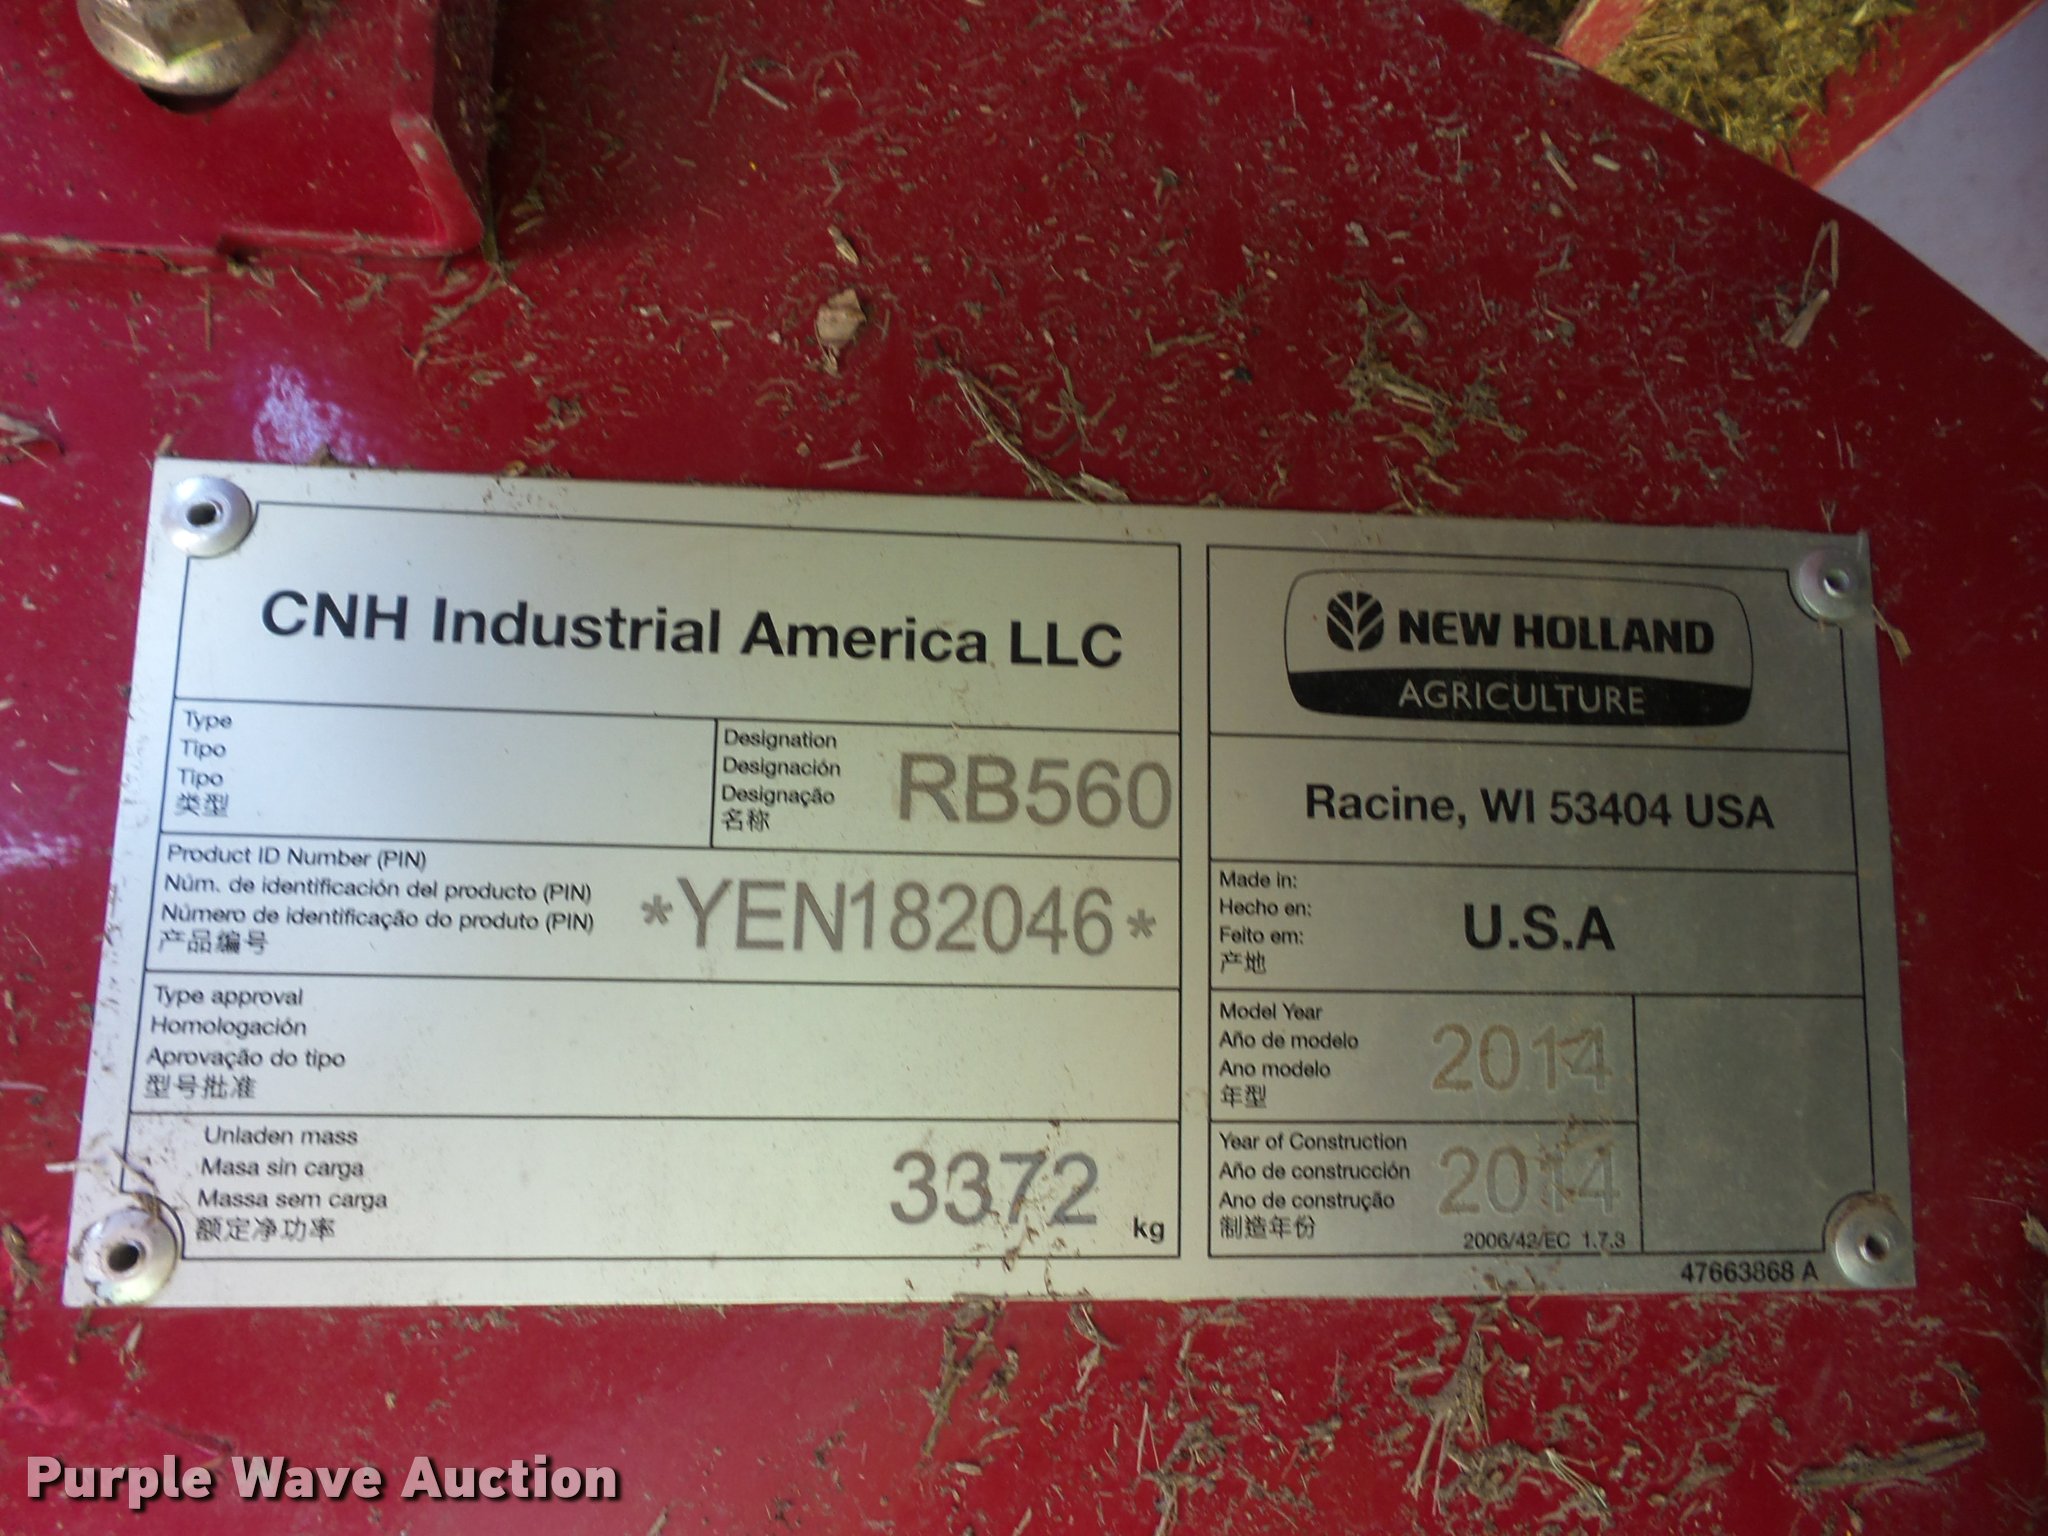 CNH Industrial America LLC
Type
Tipo
Tipo
类型
Designation
Designación
Designação
名称
RB560
Product ID Number (PIN)
Núm. de identificación del producto (PIN)
Número de identificação do produto (PIN)
产品编号
*YEN182046*
Type approval
Homologación
Aprovação do tipo
型号批准
Unladen mass
Masa sin carga
Massa sem carga
额定净功率
3372
kg
NEW HOLLAND
AGRICULTURE
Racine, WI 53404 USA
Made in:
Hecho en:
Feito em:
产地
U.S.A
Model Year
Año de modelo
Ano modelo
年型
2014
Year of Construction
Año de construcción
Ano de construção
制造年份
2014
2006/42/EC 1.7.3
47663868 A
Purple Wave Auction